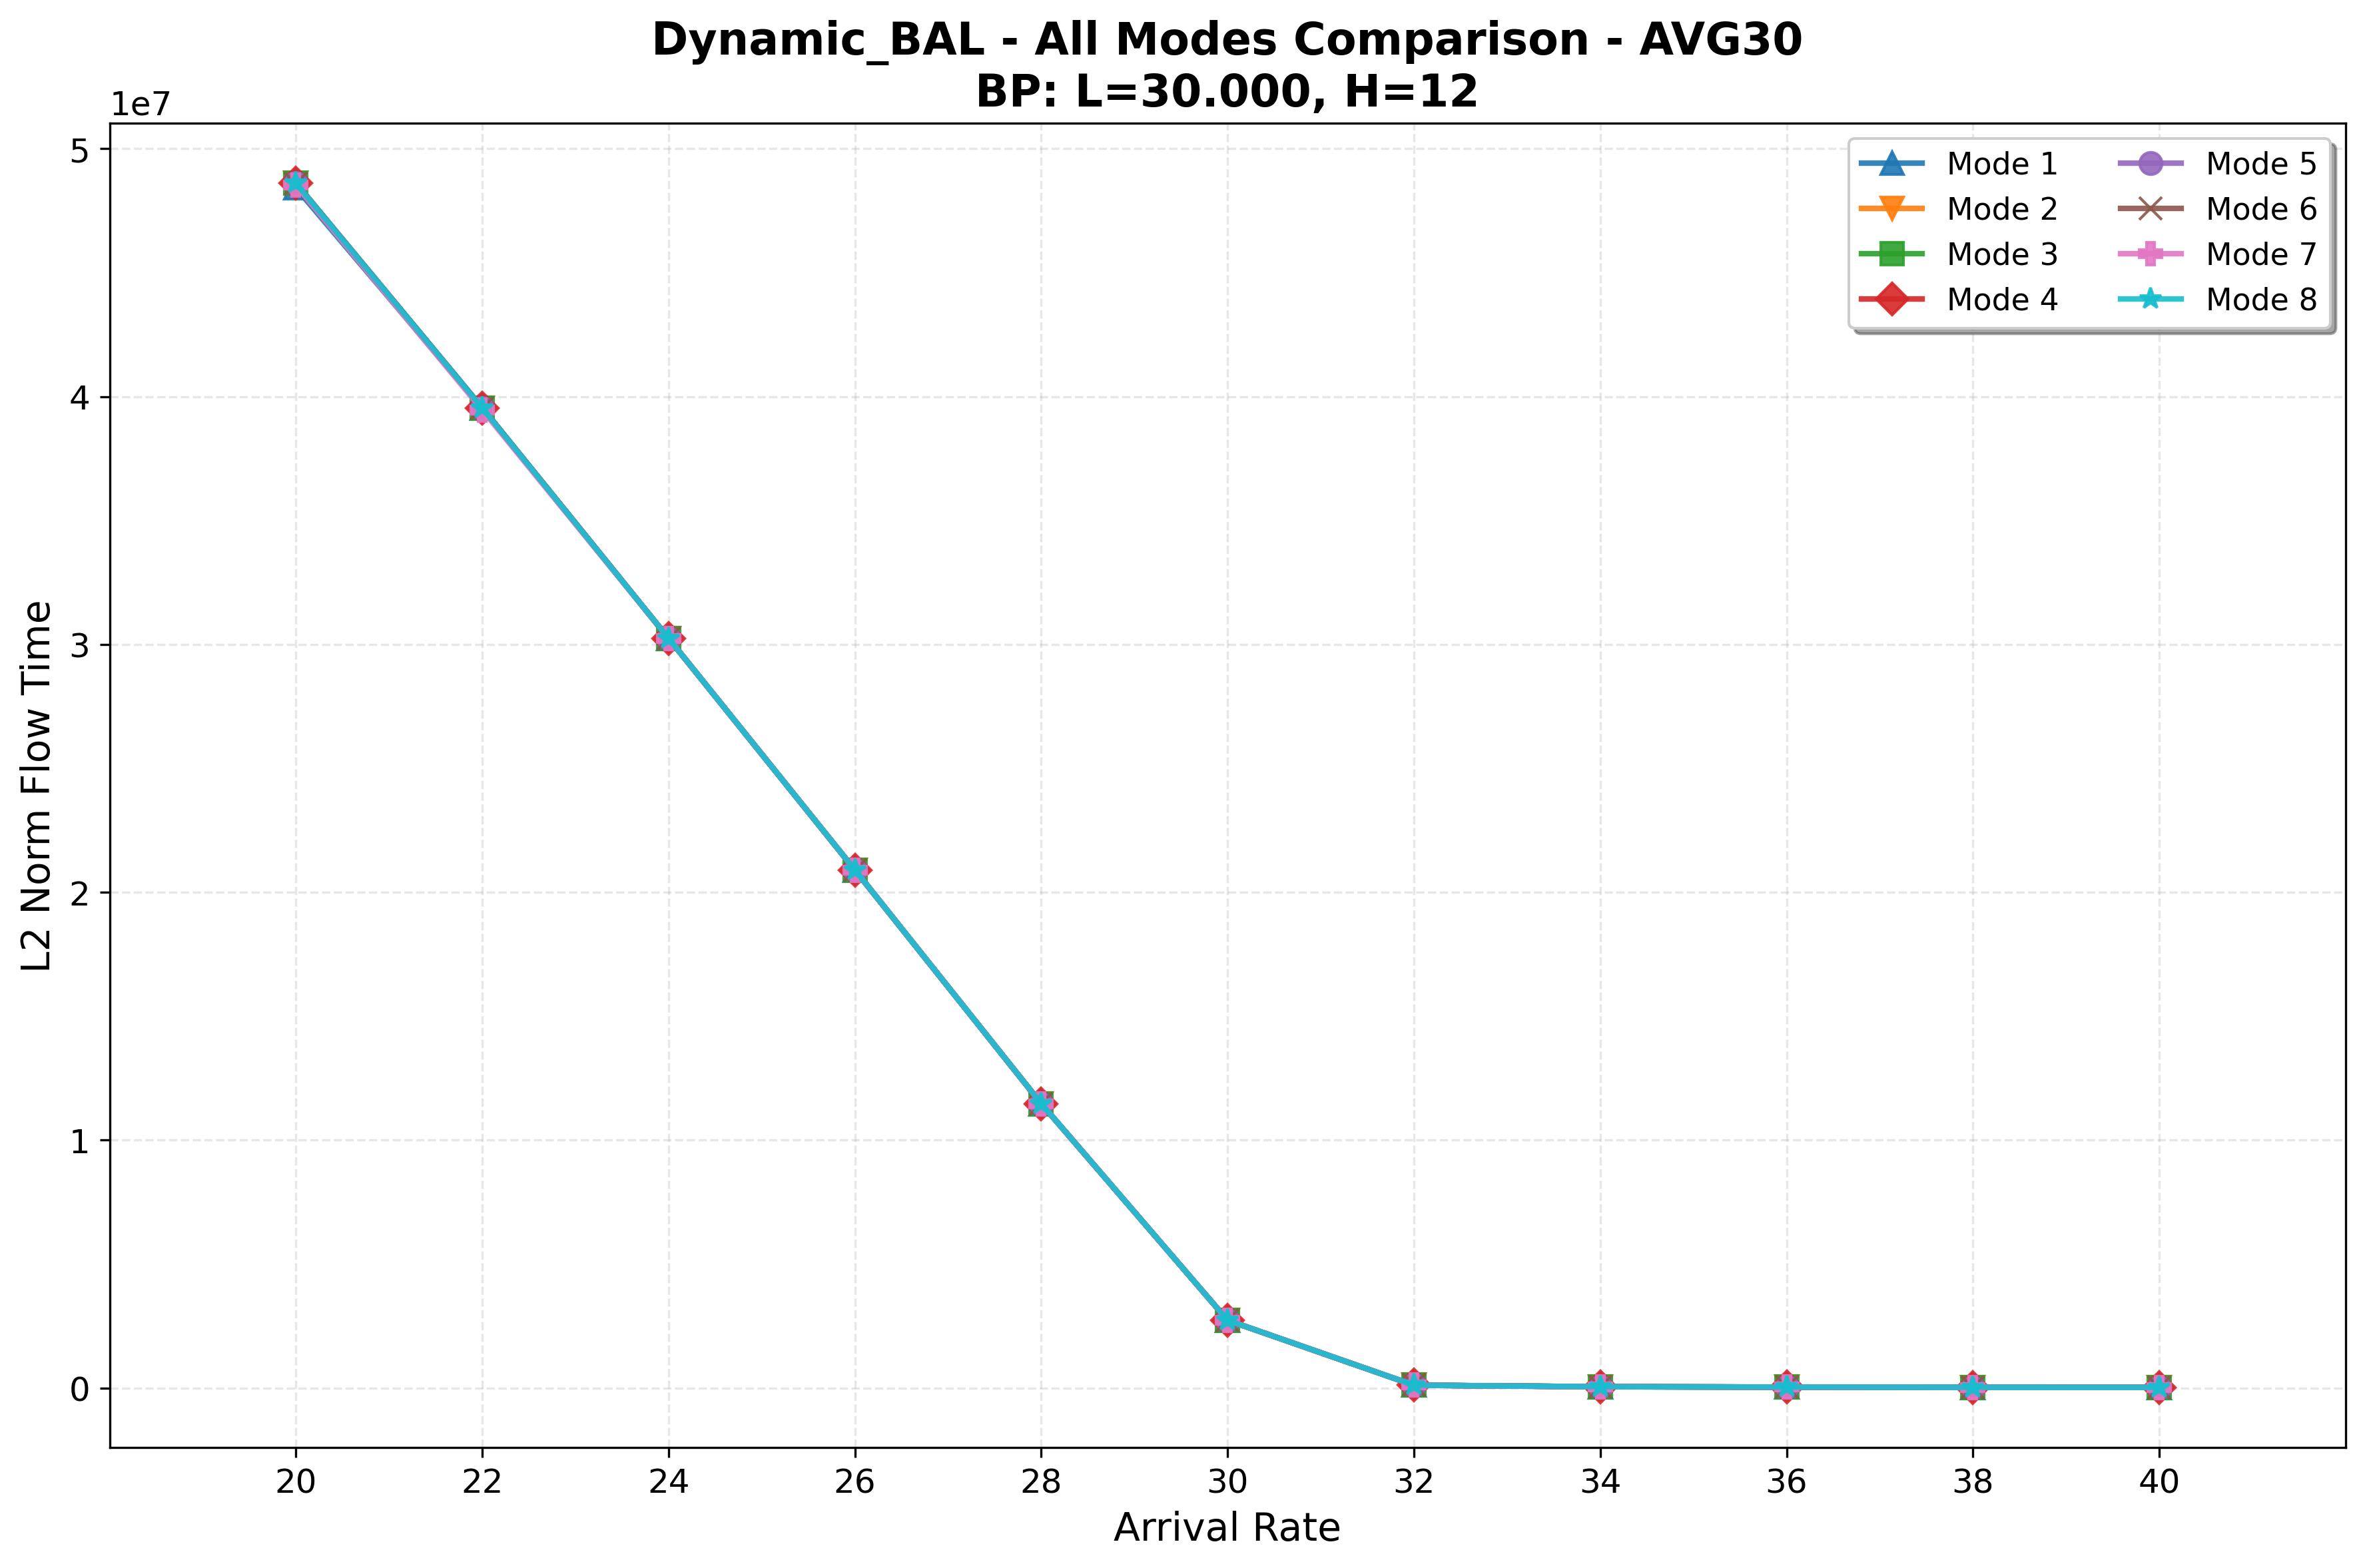 Dynamic_BAL - All Modes Comparison - AVG30
BP: L=30.000, H=12
1e7
5
4
3
2
1
0
L2 Norm Flow Time
Mode 1
Mode 2
Mode 3
Mode 4
Mode 5
Mode 6
Mode 7
Mode 8
20 22 24 26 28 30 32 34 36 38 40
Arrival Rate